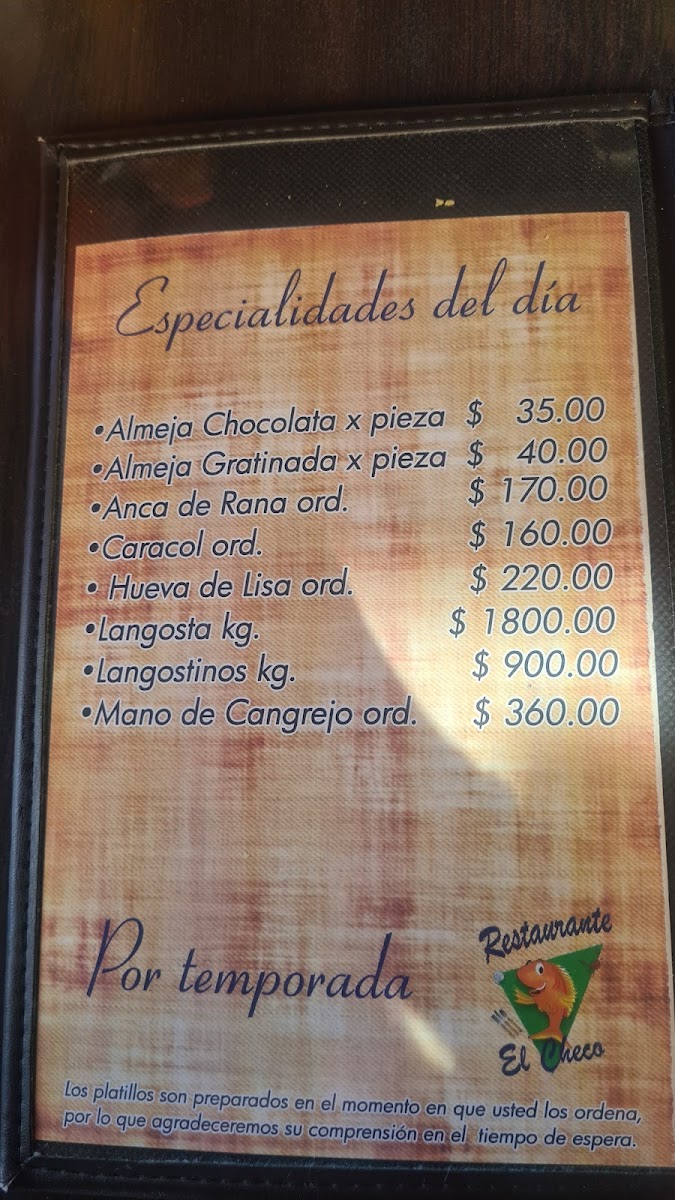 Especialidades del día
•Almeja Chocolata x pieza $ 35.00
•Almeja Gratinada x pieza $ 40.00
•Anca de Rana ord. $ 170.00
•Caracol ord. $ 160.00
• Hueva de Lisa ord. $ 220.00
•Langosta kg. $ 1800.00
•Langostinos kg. $ 900.00
•Mano de Cangrejo ord. $ 360.00
Por temporada
Restaurante
El Checo
Los platillos son preparados en el momento en que usted los ordena,
por lo que agradeceremos su comprensión en el tiempo de espera.